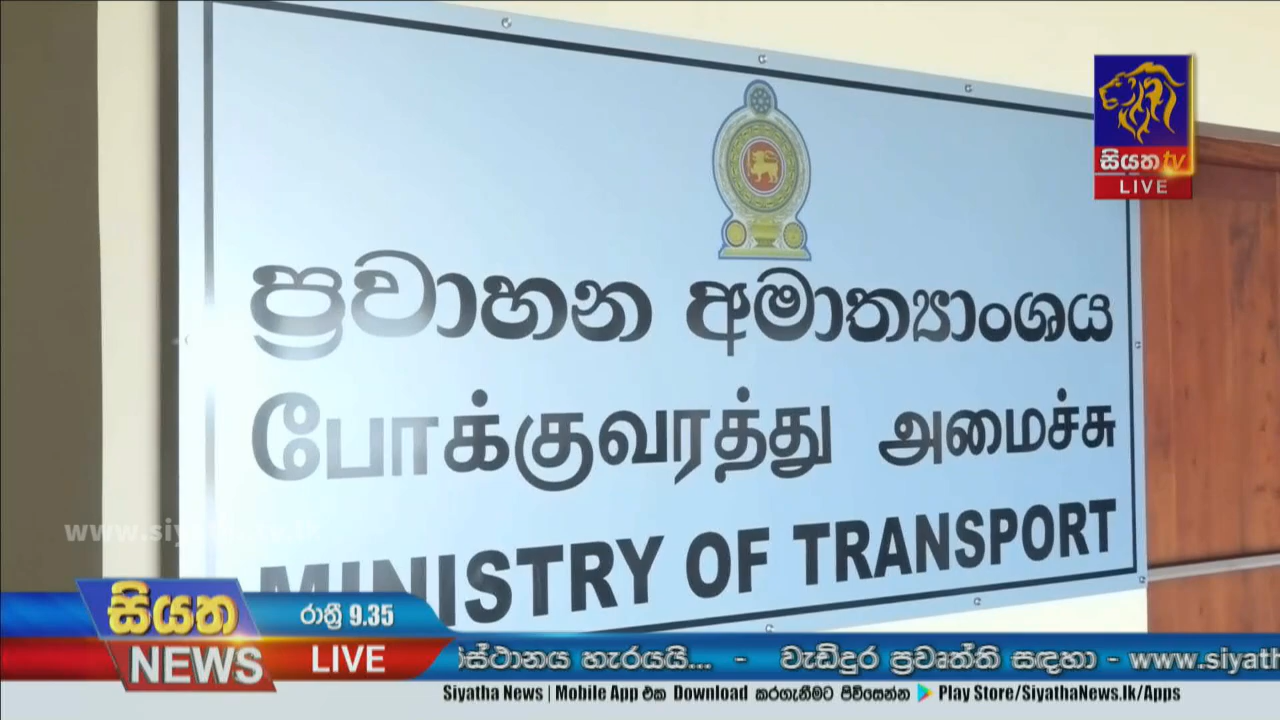 සියත tv
LIVE
ප්‍රවාහන අමාත්‍යාංශය
போக்குவரத்து அமைச்சு
MINISTRY OF TRANSPORT
සියත
NEWS
රාත්‍රී 9.35
LIVE
හැරයයි... - වැඩිදුර ප්‍රවෘත්ති සඳහා - www.siyath
Siyatha News | Mobile App එක Download කරගැනීමට පිවිසෙන්න Play Store/SiyathaNews.lk/Apps